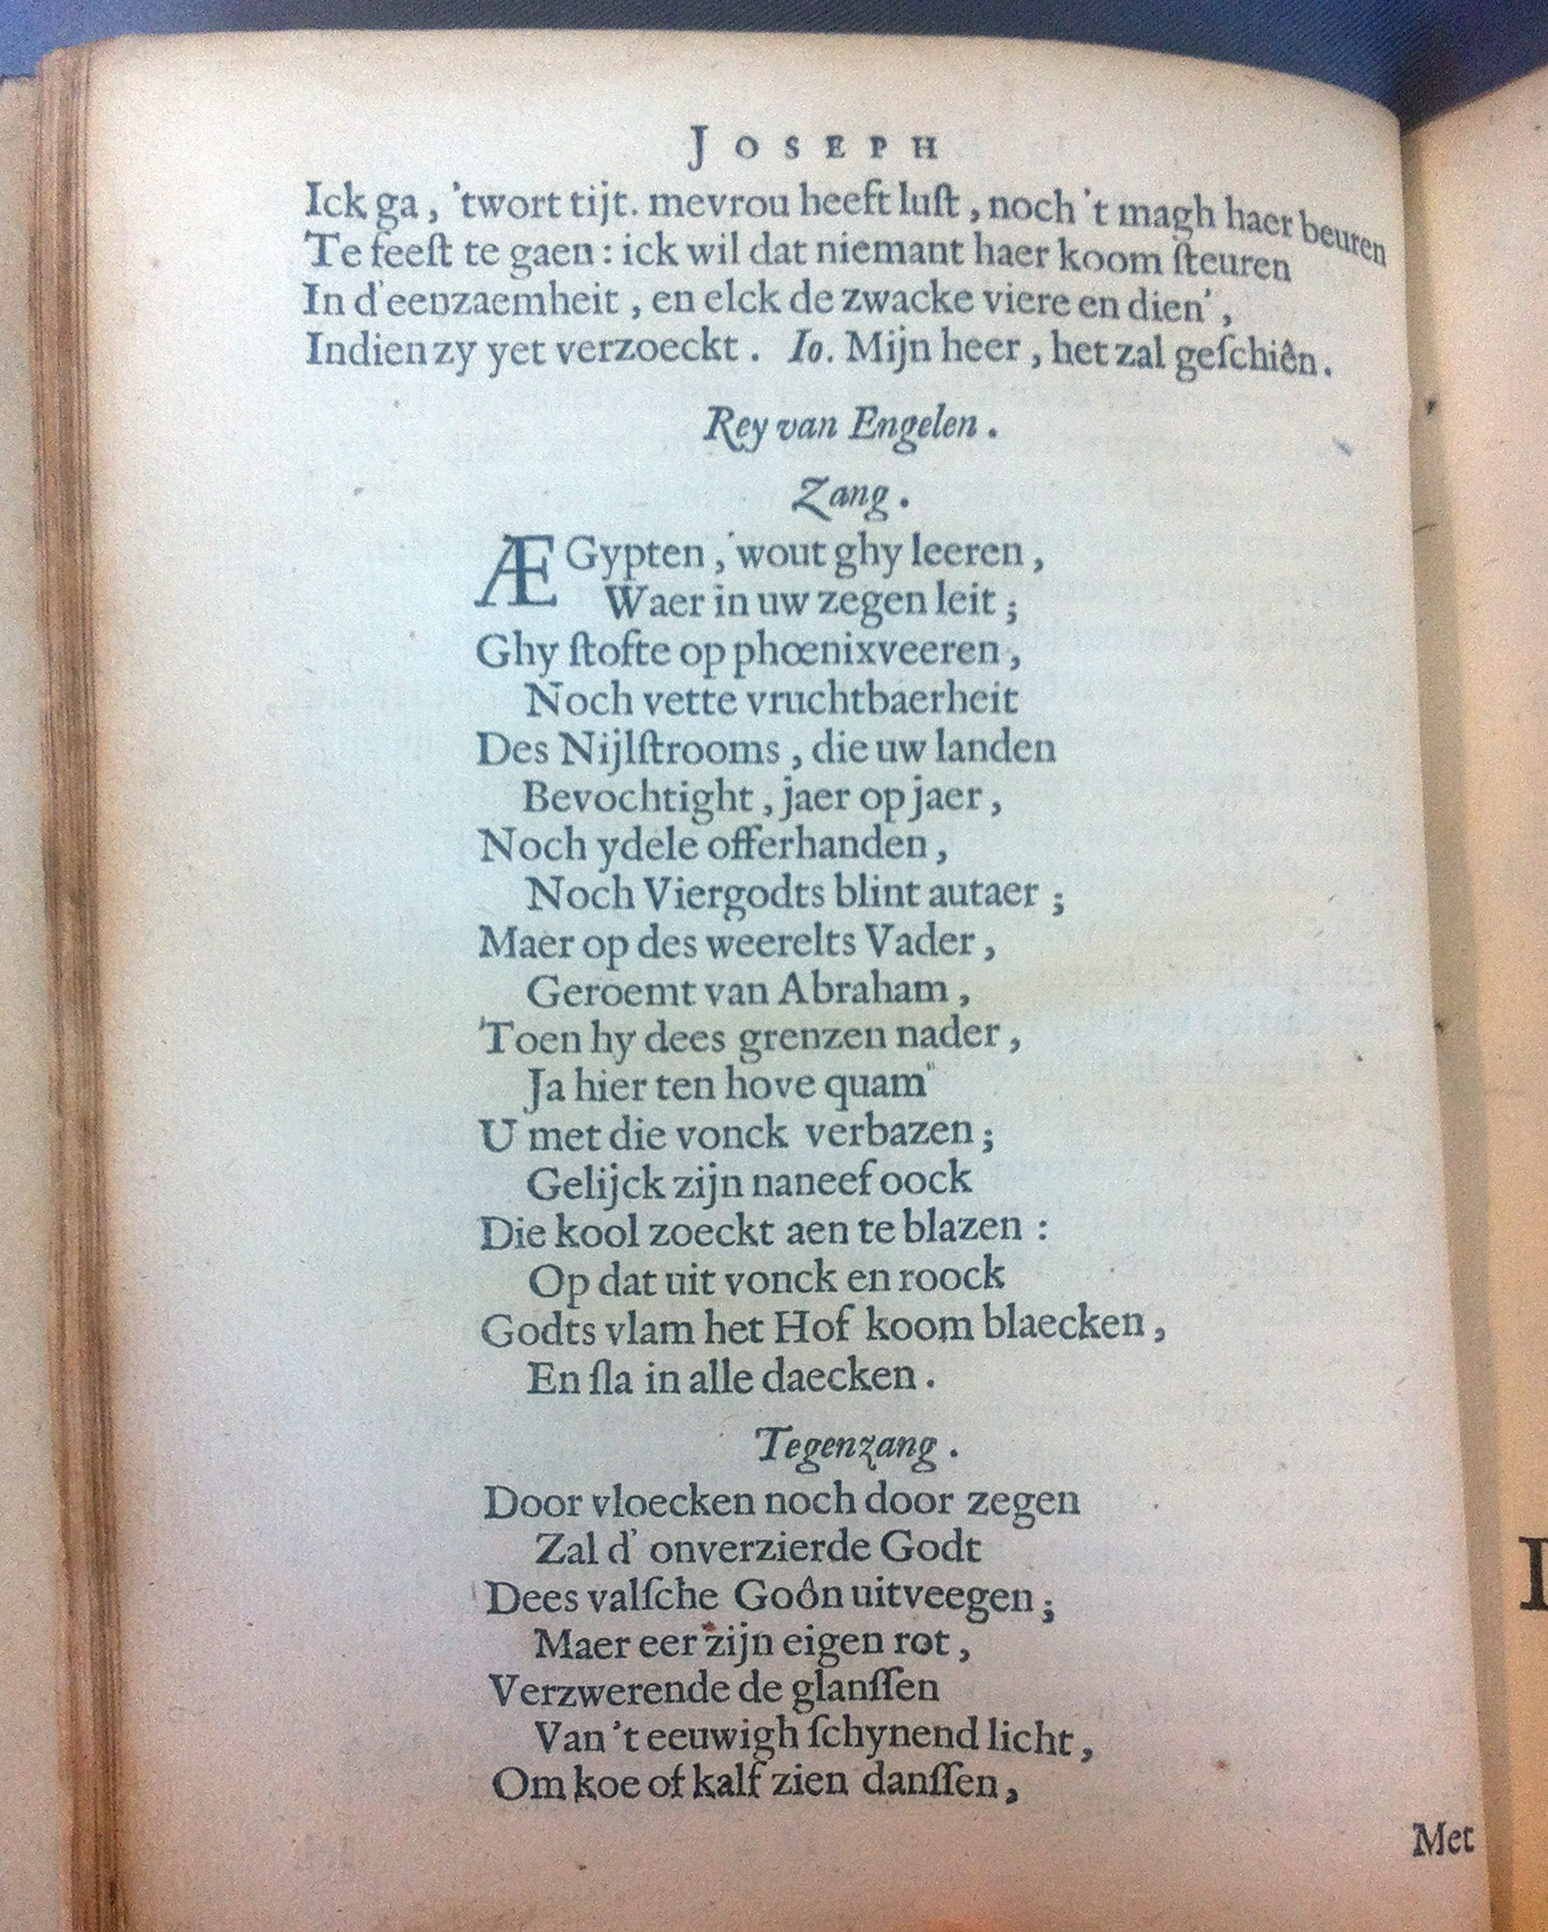 JOSEPH
Ick ga, 'twort tijt. mevrou heeft luſt, noch 't magh haer beuren
Te feeſt te gaen: ick wil dat niemant haer koom ſteuren
In d'eenzaemheit, en elck de zwacke viere en dien',
Indien zy yet verzoeckt. Io. Mijn heer, het zal geſchiên.
Rey van Engelen.
Zang.
ÆGypten, 'wout ghy leeren,
Waer in uw zegen leit;
Ghy ſtofte op phœnixveeren,
Noch vette vruchtbaerheit
Des Nijlſtrooms, die uw landen
Bevochtight, jaer op jaer,
Noch ydele offerhanden,
Noch Viergodts blint autaer;
Maer op des weerelts Vader,
Geroemt van Abraham,
Toen hy dees grenzen nader,
Ja hier ten hove quam
U met die vonck verbazen;
Gelijck zijn naneef oock
Die kool zoeckt aen te blazen:
Op dat uit vonck en roock
Godts vlam het Hof koom blaecken,
En ſla in alle daecken.
Tegenzang.
Door vloecken noch door zegen
Zal d' onverzierde Godt
Dees valſche Goôn uitveegen;
Maer eer zijn eigen rot,
Verzwerende de glanſſen
Van 't eeuwigh ſchynend licht,
Om koe of kalf zien danſſen,
Met